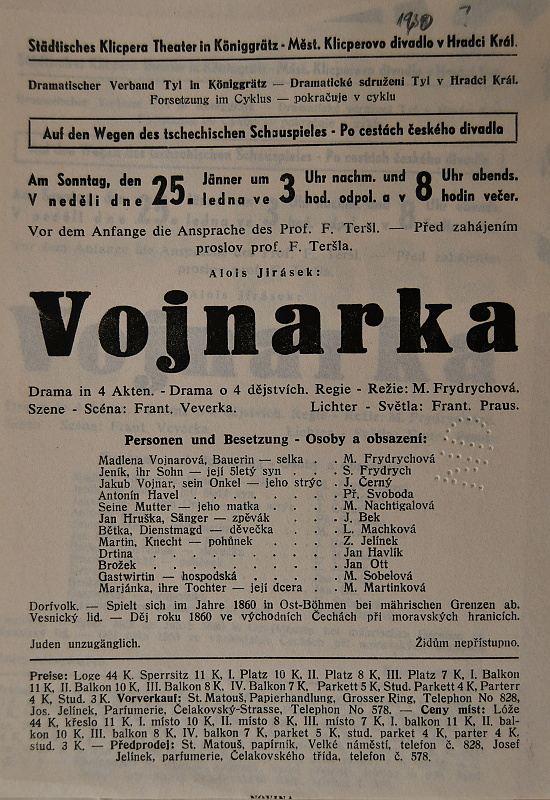 1938 ?
Städtisches Klicpera Theater in Königgrätz - Měst. Klicperovo divadlo v Hradci Král.
Dramatischer Verband Tyl in Königgrätz — Dramatické sdružení Tyl v Hradci Král.
Forsetzung im Cyklus — pokračuje v cyklu
Auf den Wegen des tschechischen Schauspieles - Po cestách českého divadla
Am Sonntag, den 25. Jänner um 3 Uhr nachm. und 8 Uhr abends.
V neděli dne 25. ledna ve 3 hod. odpol. a v 8 hodin večer.
Vor dem Anfange die Ansprache des Prof. F. Teršl. — Před zahájením
proslov prof. F. Teršla.
Alois Jirásek:
Vojnarka
Drama in 4 Akten. - Drama o 4 dějstvích. Regie - Režie: M. Frydrychová.
Szene - Scéna: Frant. Veverka. Lichter - Světla: Frant. Praus.
Personen und Besetzung - Osoby a obsazení:
Madlena Vojnarová, Bauerin — selka . . M. Frydrychová
Jeník, ihr Sohn — její 5letý syn . . . S. Frydrych
Jakub Vojnar, sein Onkel — jeho strýc . J. Černý
Antonín Havel . . . . . . . Př. Svoboda
Seine Mutter — jeho matka . . . . M. Nachtigalová
Jan Hruška, Sänger — zpěvák . . . J. Bek
Bětka, Dienstmagd — děvečka . . . L. Machková
Martin, Knecht — pohůnek . . . . Z. Jelínek
Drtina . . . . . . . . . Jan Havlík
Brožek . . . . . . . . . Jan Ott
Gastwirtin — hospodská . . . . . M. Sobelová
Marjánka, ihre Tochter — její dcera . . M. Martinková
Dorfvolk. — Spielt sich im Jahre 1860 in Ost-Böhmen bei mährischen Grenzen ab.
Vesnický lid. — Děj roku 1860 ve východních Čechách při moravských hranicích.
Juden unzugänglich. Židům nepřístupno.
Preise: Loge 44 K. Sperrsitz 11 K, I. Platz 10 K, II. Platz 8 K, III. Platz 7 K, I. Balkon
11 K, II. Balkon 10 K, III. Balkon 8 K, IV. Balkon 7 K, Parkett 5 K, Stud. Parkett 4 K, Parterr
4 K, Stud. 3 K. Vorverkauf: St. Matouš, Papierhandlung, Grosser Ring, Telephon No 828,
Jos. Jelínek, Parfumerie, Čelakovský-Strasse, Telephon No 578. — Ceny míst: Lóže
44 K, křeslo 11 K, I. místo 10 K, II. místo 8 K, III. místo 7 K, I. balkon 11 K, II. bal-
kon 10 K, III. balkon 8 K, IV. balkon 7 K, parket 5 K, stud. parket 4 K, parter 4 K,
stud. 3 K. — Předprodej: St. Matouš, papírník, Velké náměstí, telefon č. 828, Josef
Jelínek, parfumerie, Čelakovského třída, telefon č. 578.